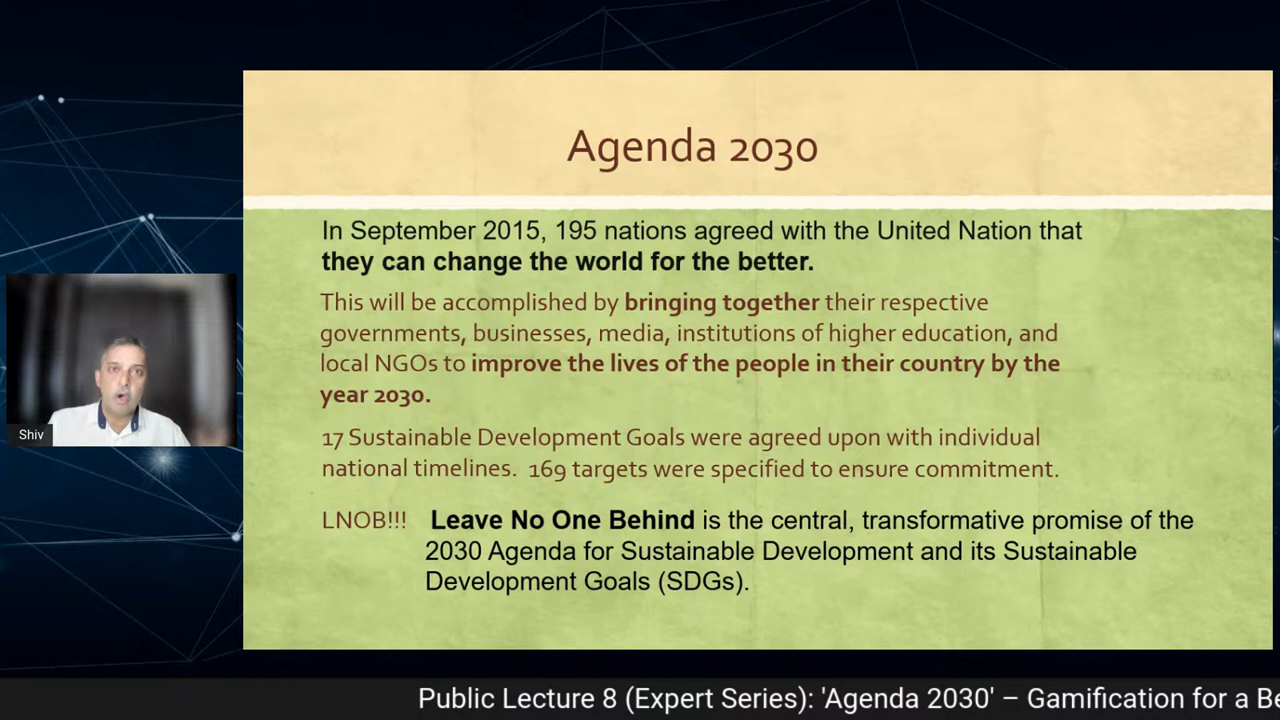 Agenda 2030
In September 2015, 195 nations agreed with the United Nation that
they can change the world for the better.
This will be accomplished by bringing together their respective
governments, businesses, media, institutions of higher education, and
local NGOs to improve the lives of the people in their country by the
year 2030.
17 Sustainable Development Goals were agreed upon with individual
national timelines. 169 targets were specified to ensure commitment.
LNOB!!! Leave No One Behind is the central, transformative promise of the
2030 Agenda for Sustainable Development and its Sustainable
Development Goals (SDGs).
Shiv
Public Lecture 8 (Expert Series): 'Agenda 2030' – Gamification for a Be